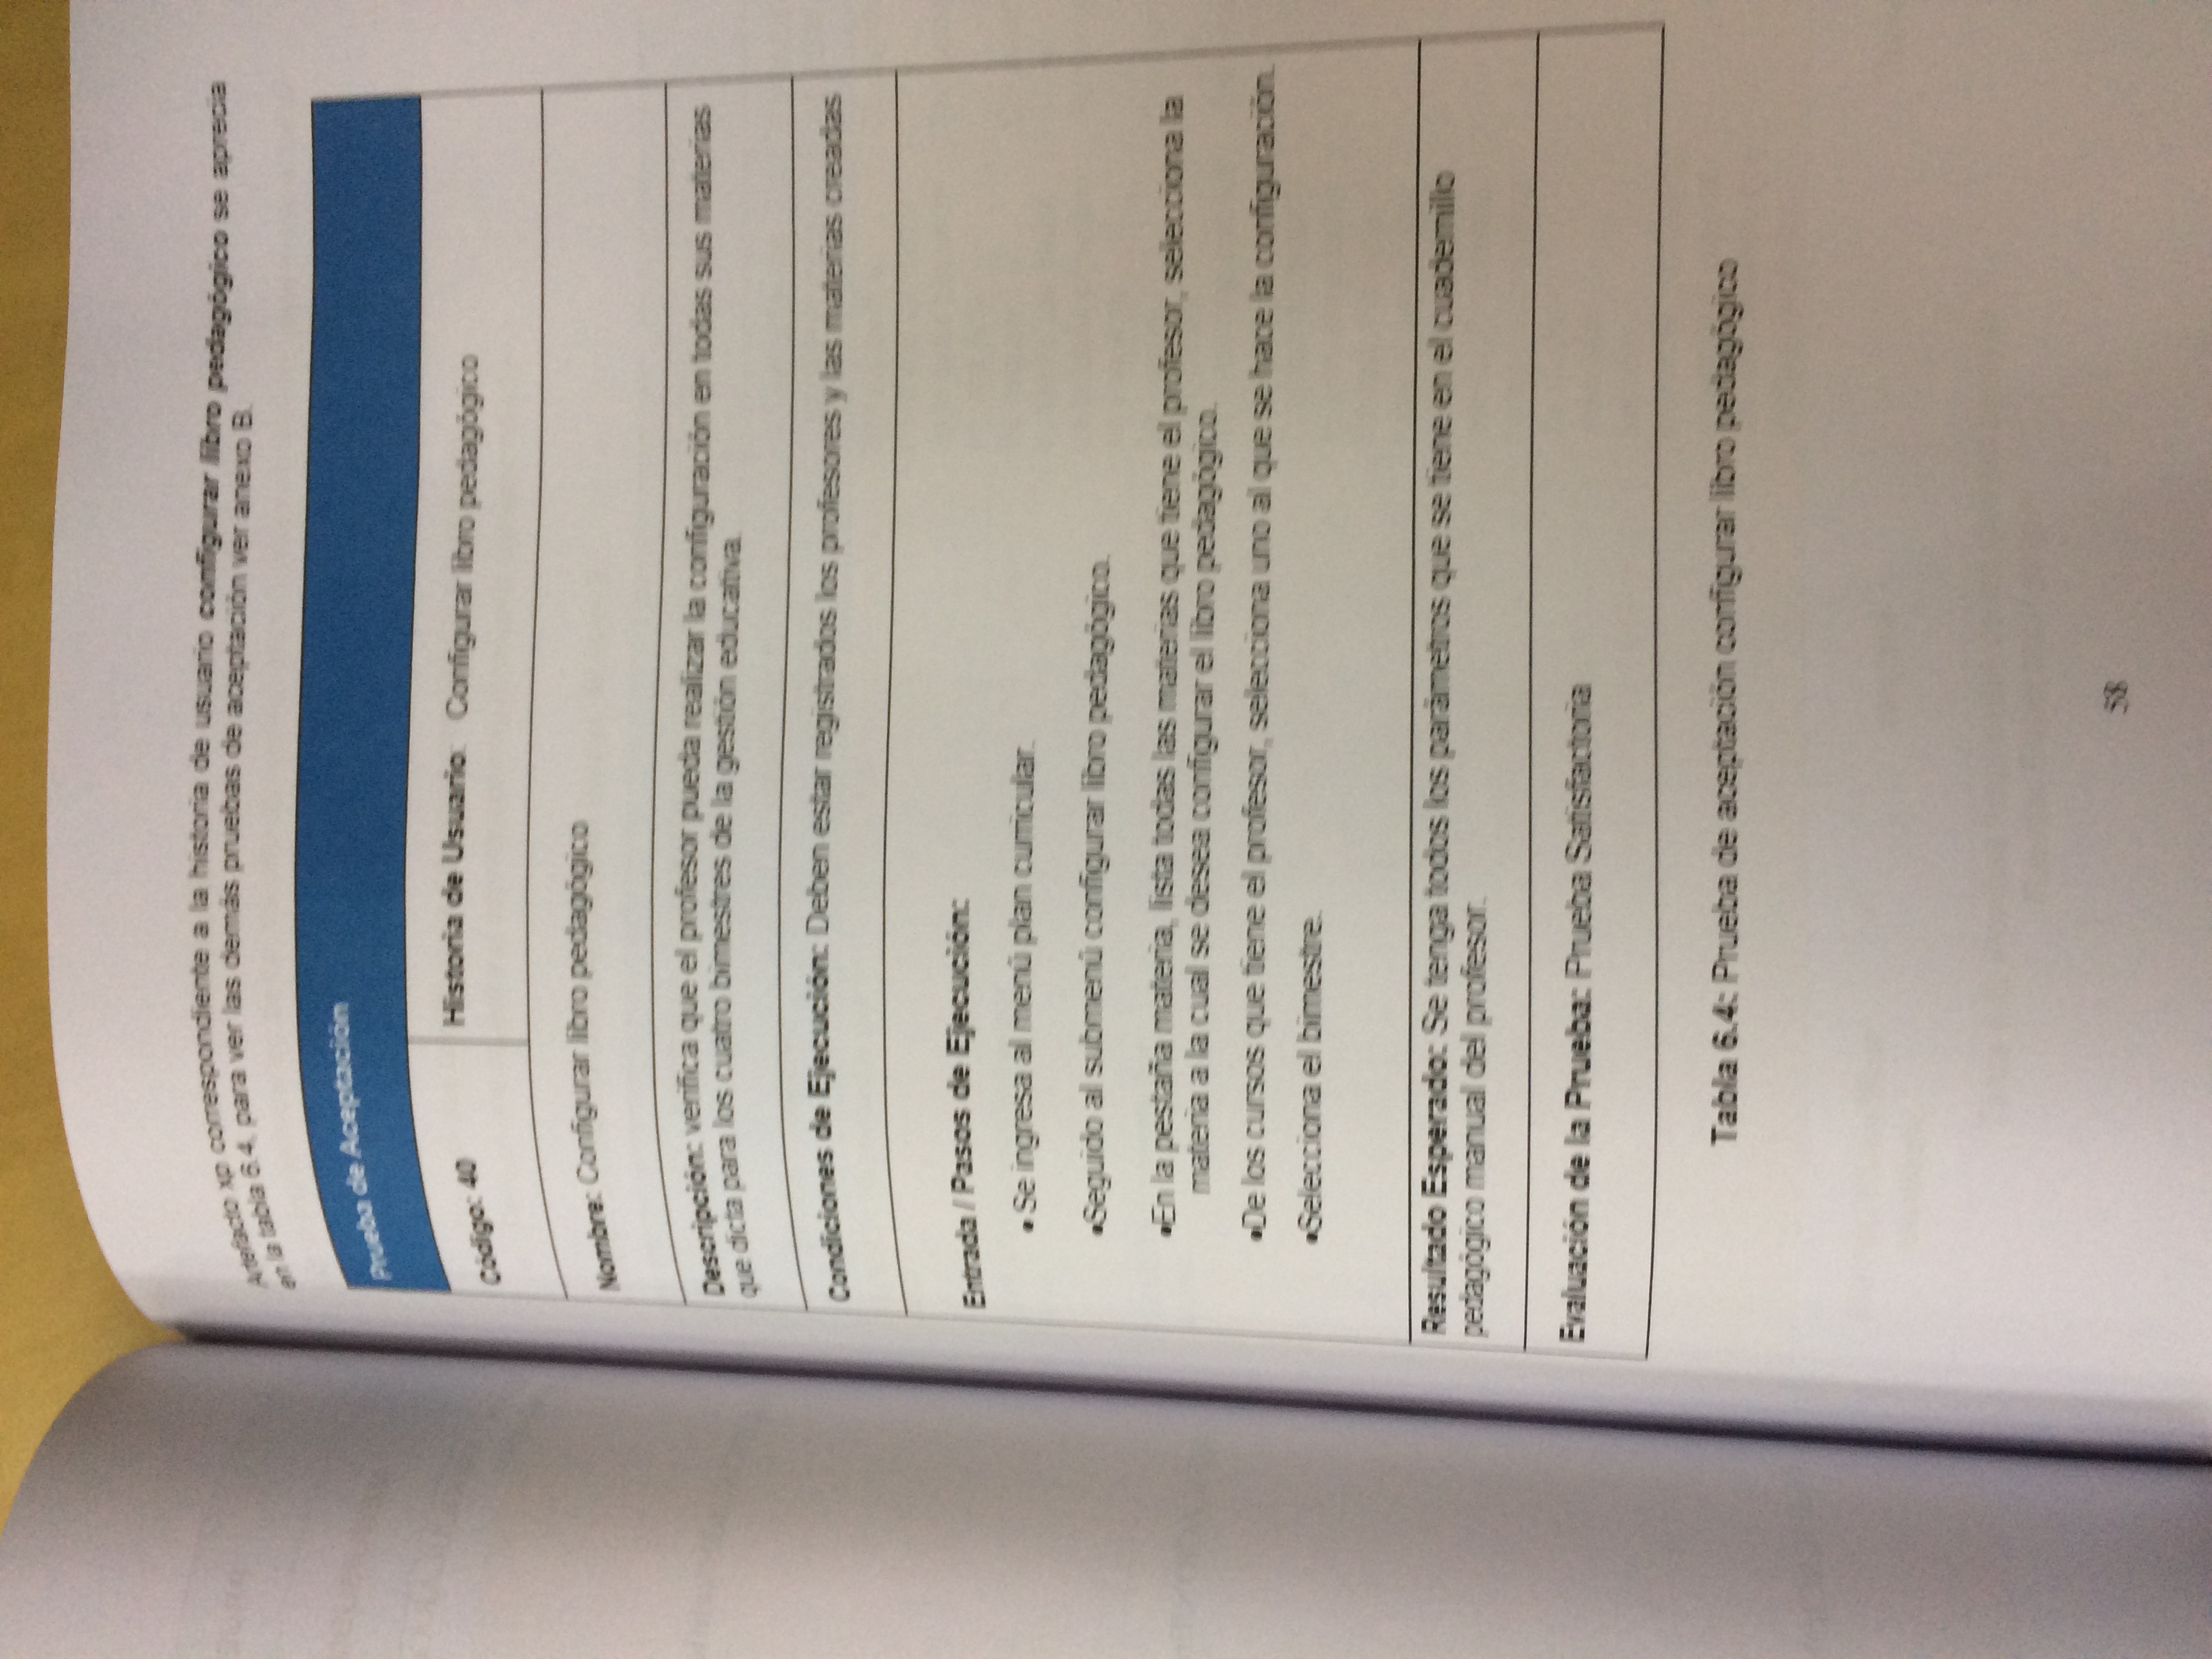 Artefacto xp correspondiente a la historia de usuario configurar libro pedagógico se aprecia
en la tabla 6.4, para ver las demás pruebas de aceptación ver anexo B.
Prueba de Aceptación
Código: 40
Historia de Usuario: Configurar libro pedagógico
Nombre: Configurar libro pedagógico
Descripción: verifica que el profesor pueda realizar la configuración en todas sus materias
que dicta para los cuatro bimestres de la gestión educativa.
Condiciones de Ejecución: Deben estar registrados los profesores y las materias creadas
Entrada / Pasos de Ejecución:
• Se ingresa al menú plan curricular.
•Seguido al submenú configurar libro pedagógico.
•En la pestaña materia, lista todas las materias que tiene el profesor, selecciona la
materia a la cual se desea configurar el libro pedagógico.
•De los cursos que tiene el profesor, selecciona uno al que se hace la configuración.
•Selecciona el bimestre.
Resultado Esperado: Se tenga todos los parámetros que se tiene en el cuadernillo
pedagógico manual del profesor.
Evaluación de la Prueba: Prueba Satisfactoria
Tabla 6.4: Prueba de aceptación configurar libro pedagógico
58